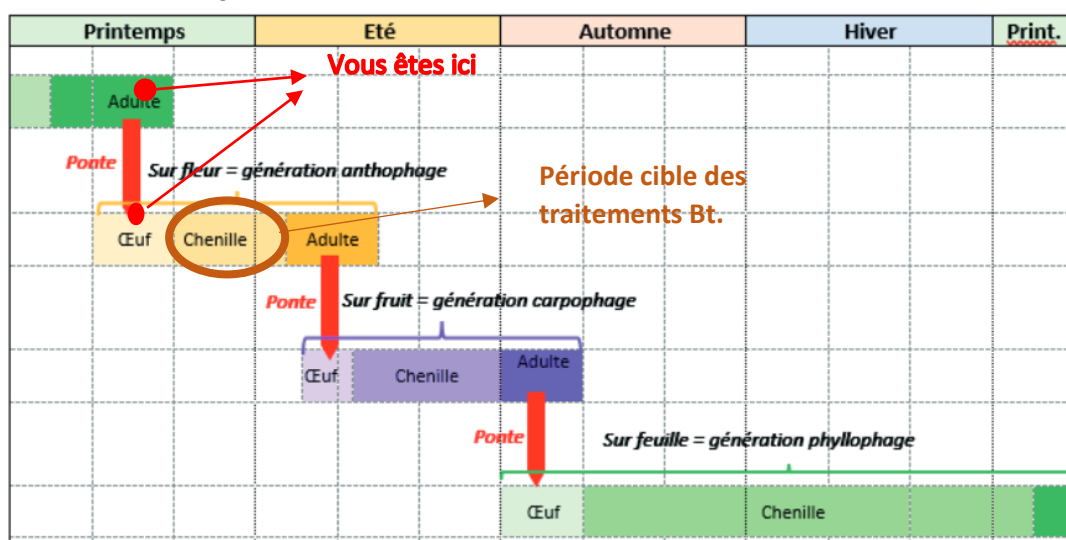 Printemps Eté Automne Hiver Print.
Vous êtes ici
Adulte
Ponte Sur fleur = génération anthophage
Période cible des
traitements Bt.
Œuf Chenille Adulte
Ponte Sur fruit = génération carpophage
Œuf Chenille Adulte
Ponte Sur feuille = génération phyllophage
Œuf Chenille